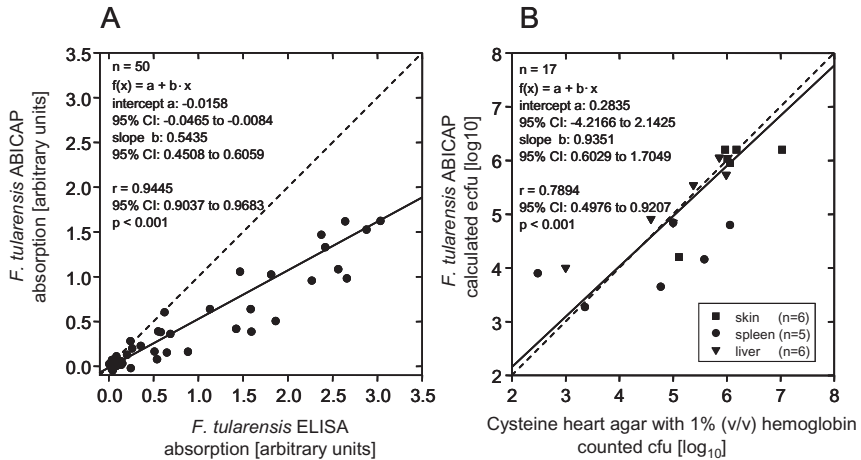 A
F. tularensis ABICAP
absorption [arbitrary units]
3.5
3.0
2.5
2.0
1.5
1.0
0.5
0.0
n = 50
f(x) = a + b· x
intercept a: -0.0158
95% CI: -0.0465 to -0.0084
slope b: 0.5435
95% CI: 0.4508 to 0.6059
r = 0.9445
95% CI: 0.9037 to 0.9683
p < 0.001
0.0 0.5 1.0 1.5 2.0 2.5 3.0 3.5
F. tularensis ELISA
absorption [arbitrary units]
B
F. tularensis ABICAP
calculated ecfu [log10]
8
7
6
5
4
3
2
n = 17
f(x) = a + b· x
intercept a: 0.2835
95% CI: -4.2166 to 2.1425
slope b: 0.9351
95% CI: 0.6029 to 1.7049
r = 0.7894
95% CI: 0.4976 to 0.9207
p < 0.001
skin (n=6)
spleen (n=5)
liver (n=6)
2 3 4 5 6 7 8
Cysteine heart agar with 1% (v/v) hemoglobin
counted cfu [log10]